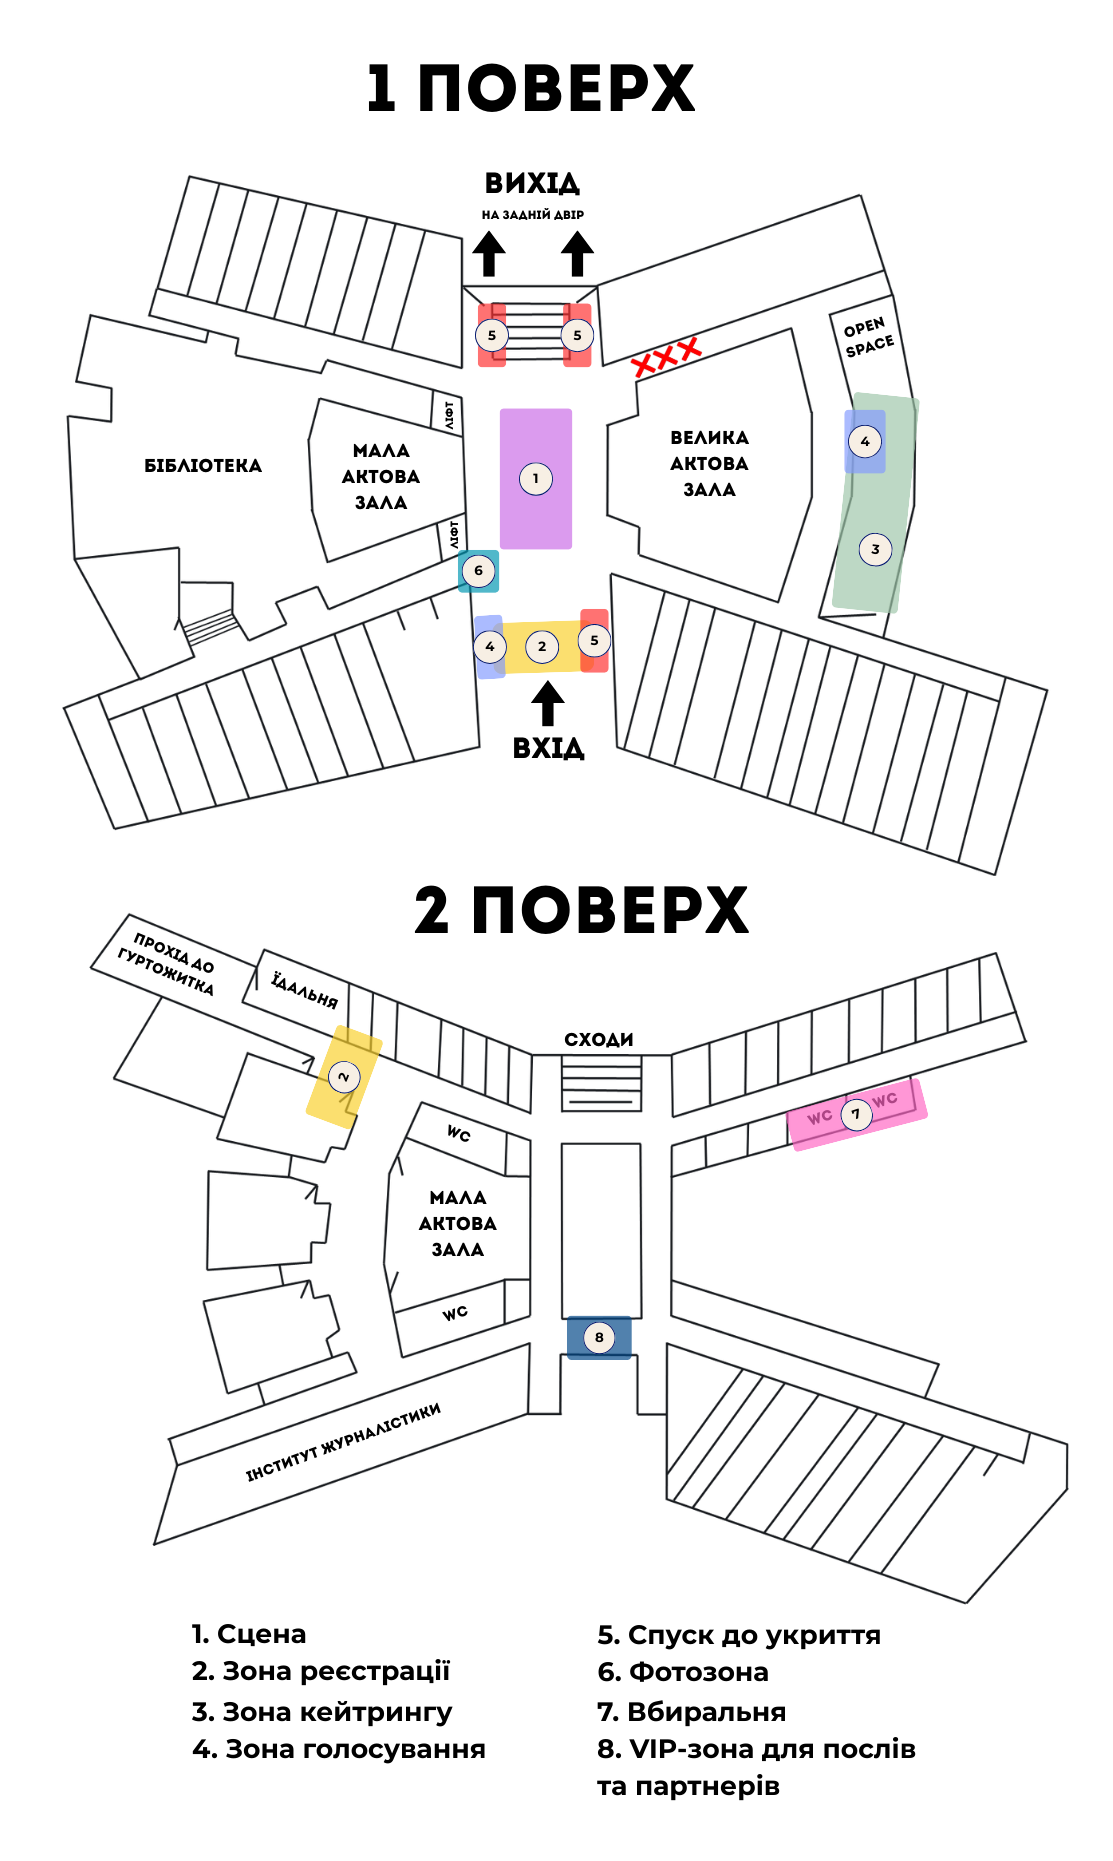 1 ПОВЕРХ
ВИХІД
НА ЗАДНІЙ ДВІР
5
5
OPEN
SPACE
ЛІФТ
1
4
БІБЛІОТЕКА
МАЛА
АКТОВА
ЗАЛА
ВЕЛИКА
АКТОВА
ЗАЛА
ЛІФТ
3
6
4
2
5
ВХІД
2 ПОВЕРХ
ПРОХІД ДО
ГУРТОЖИТКА
ЇДАЛЬНЯ
СХОДИ
2
WC
WC
7
WC
МАЛА
АКТОВА
ЗАЛА
WC
8
ІНСТИТУТ ЖУРНАЛІСТИКИ
1. Сцена
2. Зона реєстрації
3. Зона кейтрингу
4. Зона голосування
5. Спуск до укриття
6. Фотозона
7. Вбиральня
8. VIP-зона для послів
та партнерів